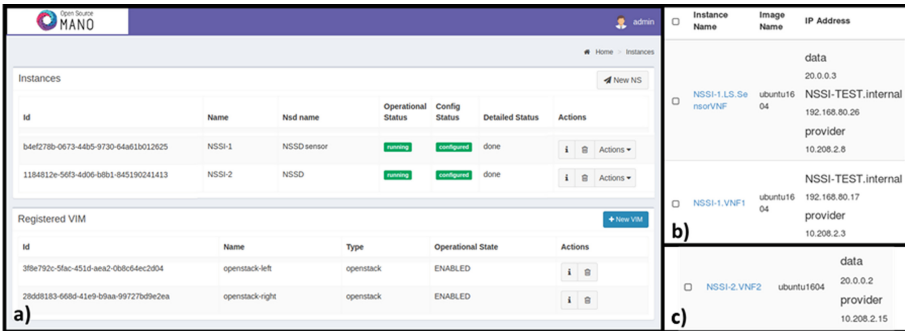 Open Source
MANO
admin
Home Instances
Instances
New NS
Id Name Nsd name Operational Status Config Status Detailed Status Actions
b4ef278b-0673-44b5-9730-64a61b012625 NSSI-1 NSSD sensor running configured done i Actions
1184812e-56f3-4d06-b8b1-845190241413 NSSI-2 NSSD running configured done i Actions
Registered VIM
+ New VIM
Id Name Type Operational State Actions
3f8e792c-5fac-451d-aea2-0b8c64ec2d04 openstack-left openstack ENABLED i
28dd8183-668d-41e9-b9aa-99727bd9e2ea openstack-right openstack ENABLED i
a)
Instance Name Image Name IP Address
data
20.0.0.3
NSSI-1.LS.Se
nsorVNF
ubuntu16
04
NSSI-TEST.internal
192.168.80.26
provider
10.208.2.8
NSSI-TEST.internal
NSSI-1.VNF1
ubuntu16
04
192.168.80.17
provider
10.208.2.3
b)
data
20.0.0.2
NSSI-2.VNF2 ubuntu1604
provider
10.208.2.15
c)